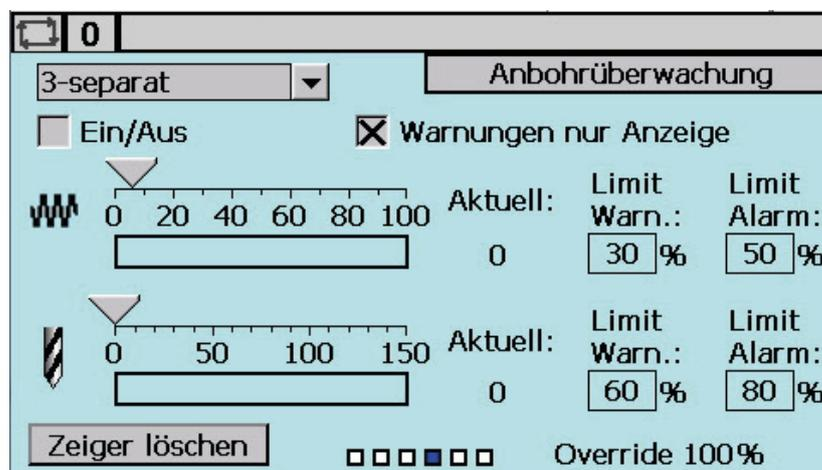 0
3-separat
Anbohrüberwachung
Ein/Aus
Warnungen nur Anzeige
0 20 40 60 80 100
Aktuell:
0
Limit Warn.:
30 %
Limit Alarm:
50 %
0 50 100 150
Aktuell:
0
Limit Warn.:
60 %
Limit Alarm:
80 %
Zeiger löschen
Override 100%